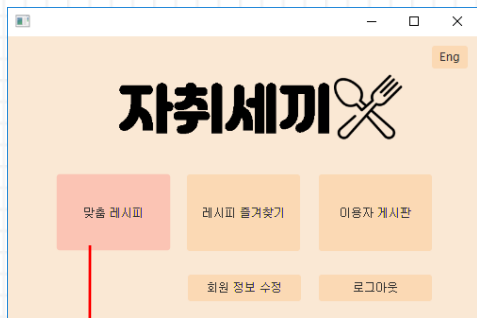 Eng
자취세끼
맞춤 레시피
레시피 즐겨찾기
이용자 게시판
회원 정보 수정
로그아웃